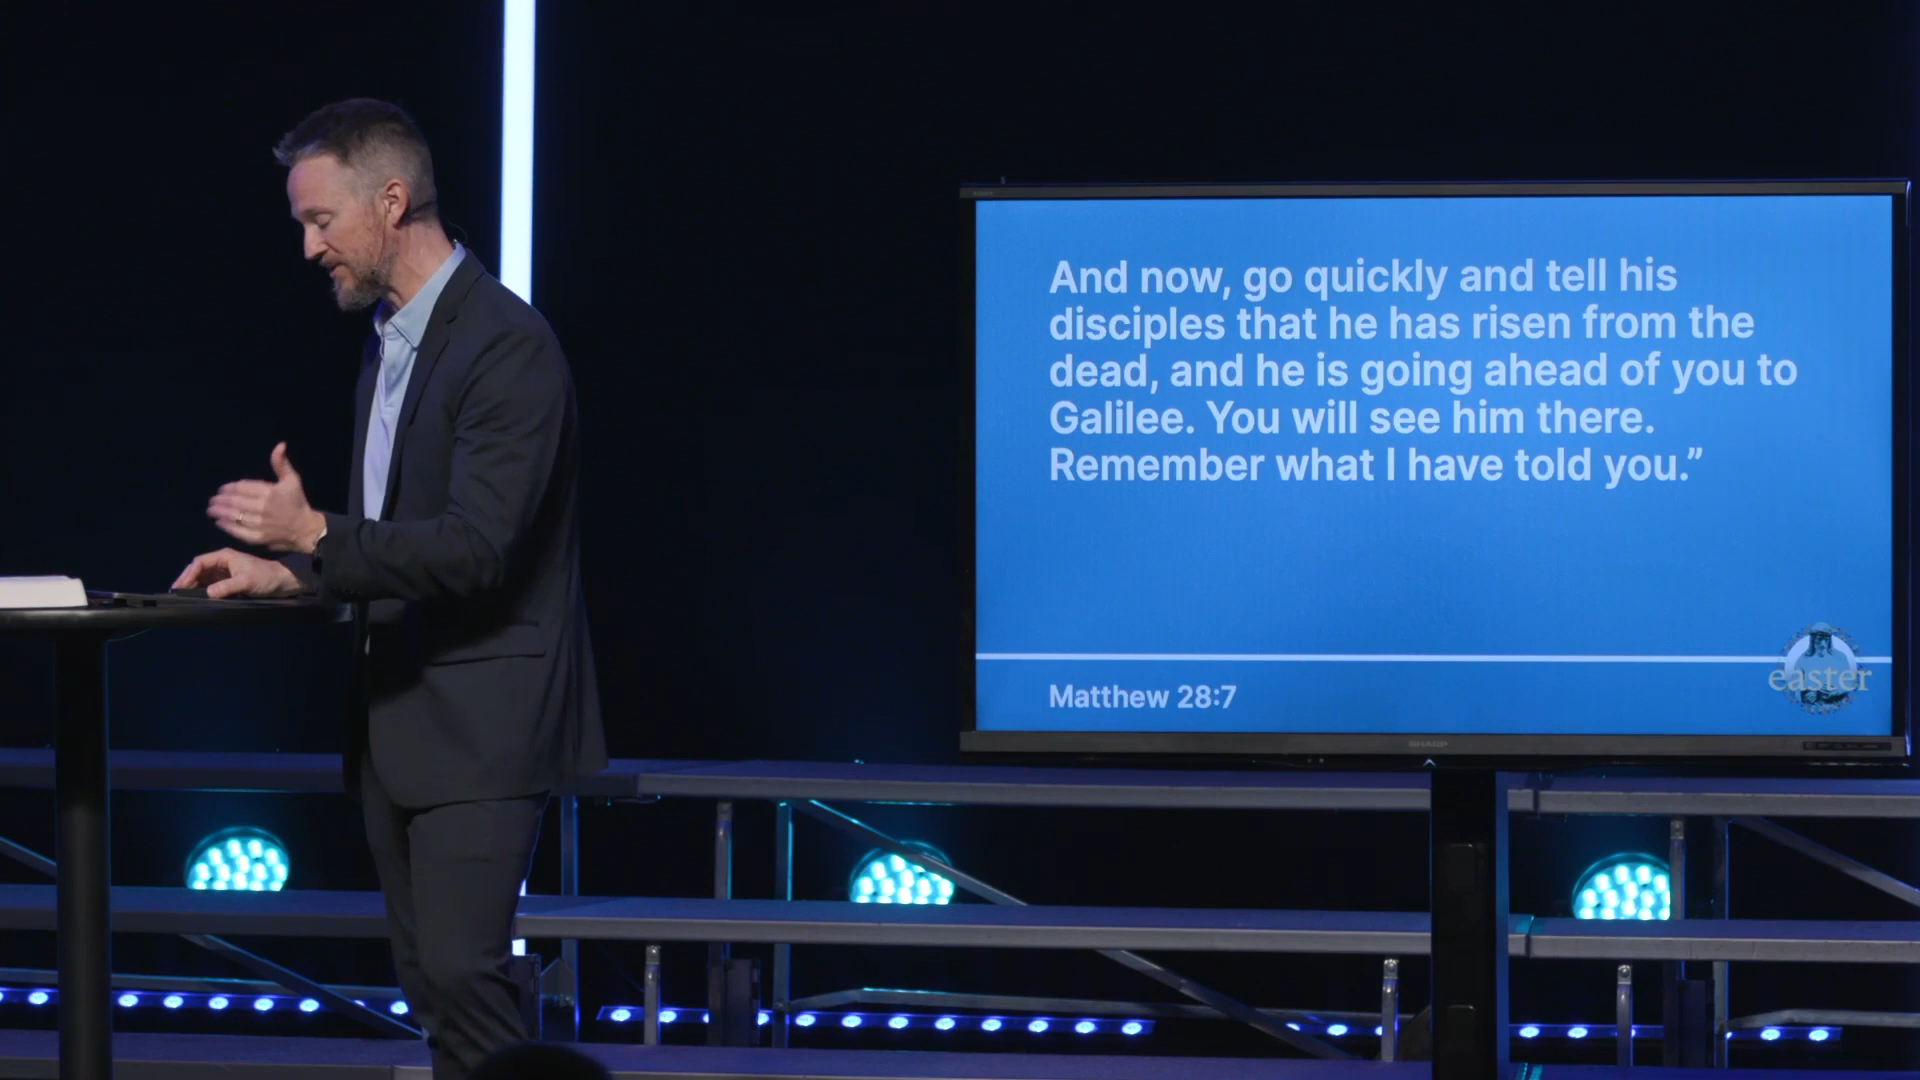 And now, go quickly and tell his
disciples that he has risen from the
dead, and he is going ahead of you to
Galilee. You will see him there.
Remember what I have told you.”
easter
Matthew 28:7
SHARP